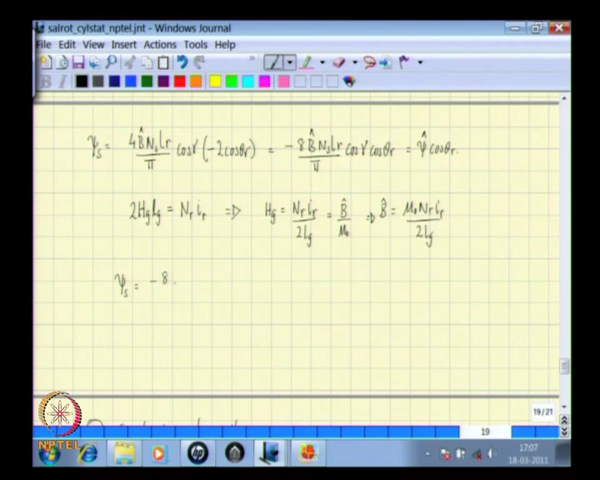 salrot_cylstat_nptel.jnt - Windows Journal
File Edit View Insert Actions Tools Help
B I
ψs = 4B̂NsLr/π cosγ (-2cosθr) = -8B̂NsLr/π cosγ cosθr = ψ̂ cosθr.
2Hglg = Nr ir ⇒ Hg = Nr ir/2lg = B̂/μ0 ⇒ B̂ = μ0 Nr ir/2lg
ψs = -8
19/21
19
NPTEL
17:07
18-03-2011